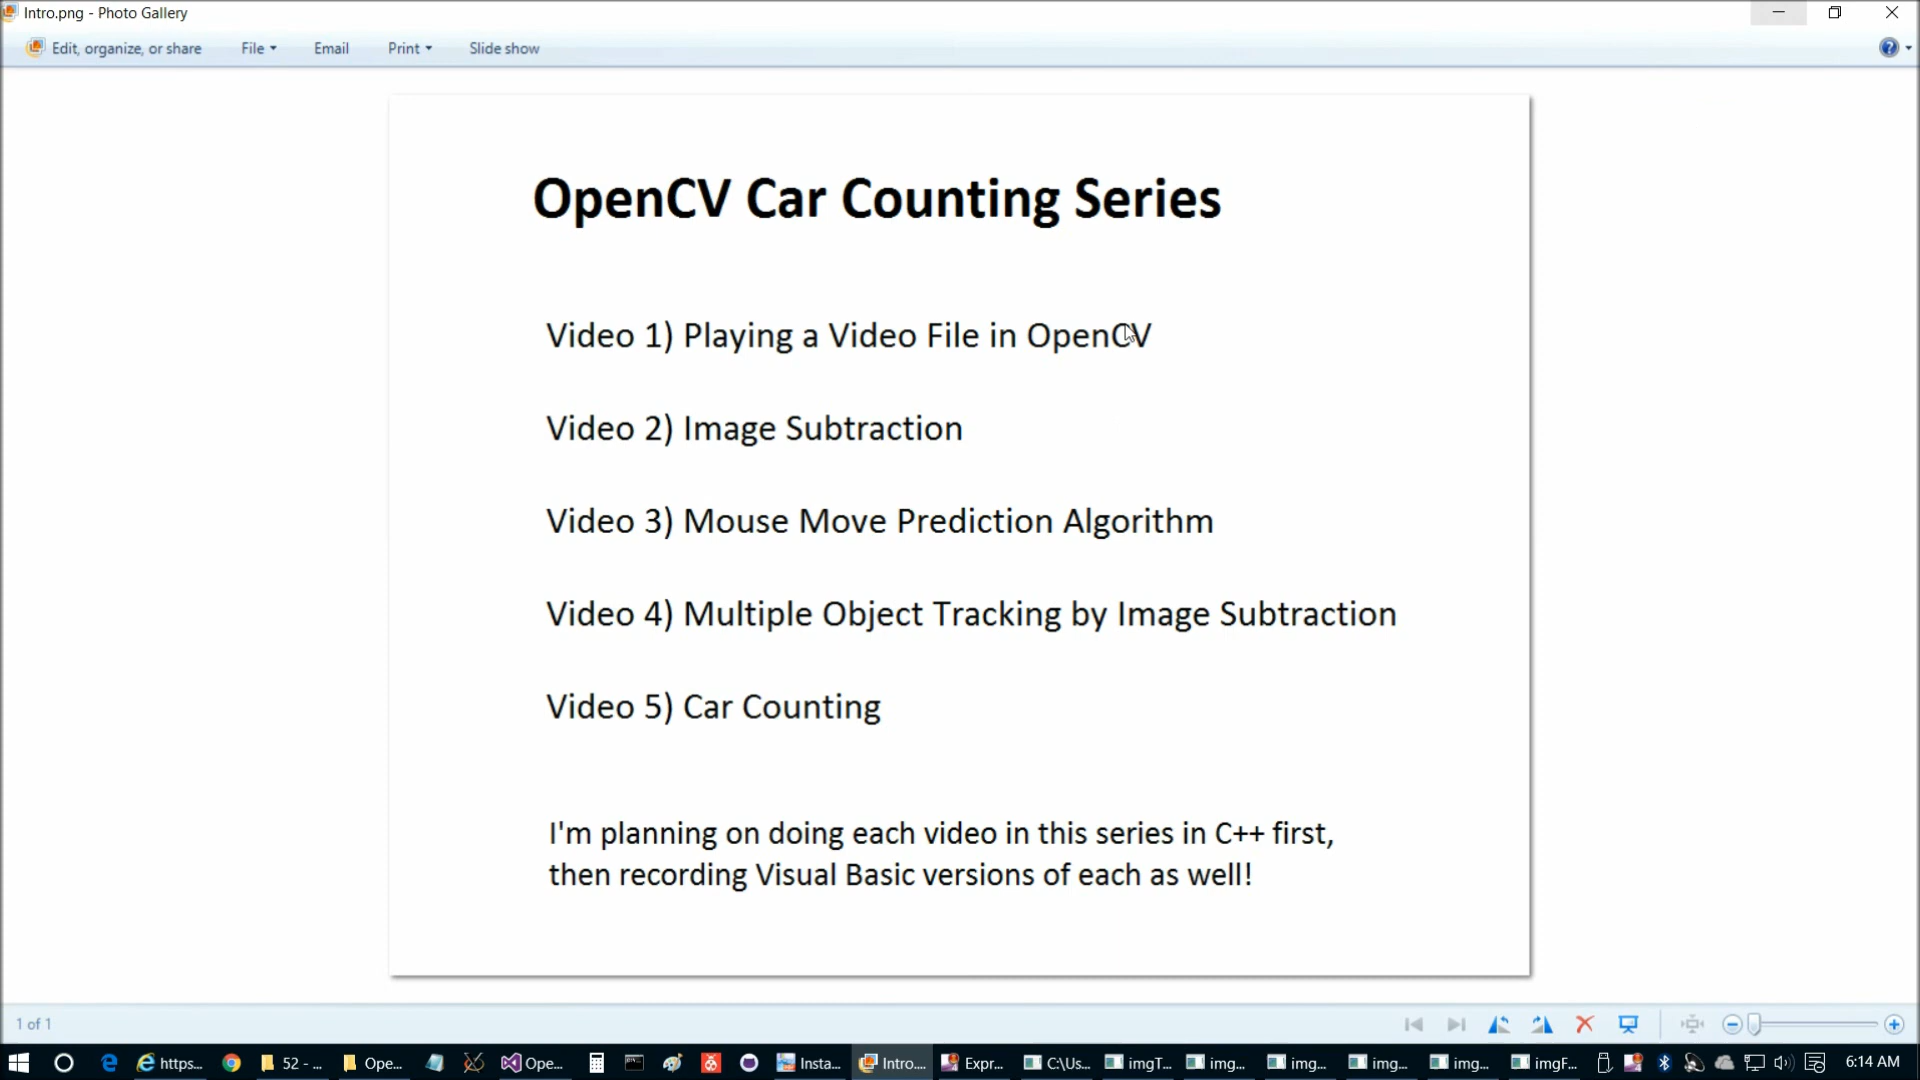 Intro.png - Photo Gallery
Edit, organize, or share File Email Print Slide show
OpenCV Car Counting Series
Video 1) Playing a Video File in OpenCV
Video 2) Image Subtraction
Video 3) Mouse Move Prediction Algorithm
Video 4) Multiple Object Tracking by Image Subtraction
Video 5) Car Counting
I'm planning on doing each video in this series in C++ first,
then recording Visual Basic versions of each as well!
1 of 1
https... 52 - ... Ope... Ope... Insta... Intro.... Expr... C:\Us... imgT... img... img... img... img... imgF... 6:14 AM